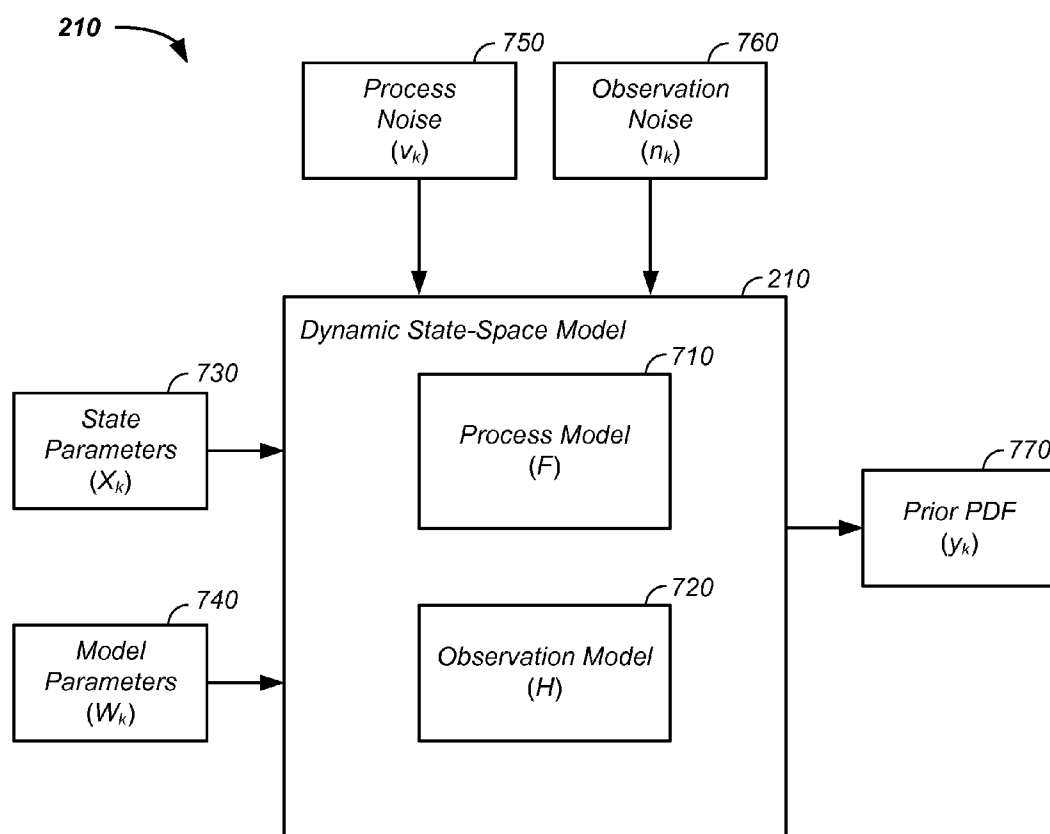 210
750
760
Process
Noise
(vₖ)
Observation
Noise
(nₖ)
210
Dynamic State-Space Model
710
730
State
Parameters
(Xₖ)
Process Model
(F)
770
Prior PDF
(yₖ)
740
Model
Parameters
(Wₖ)
720
Observation Model
(H)